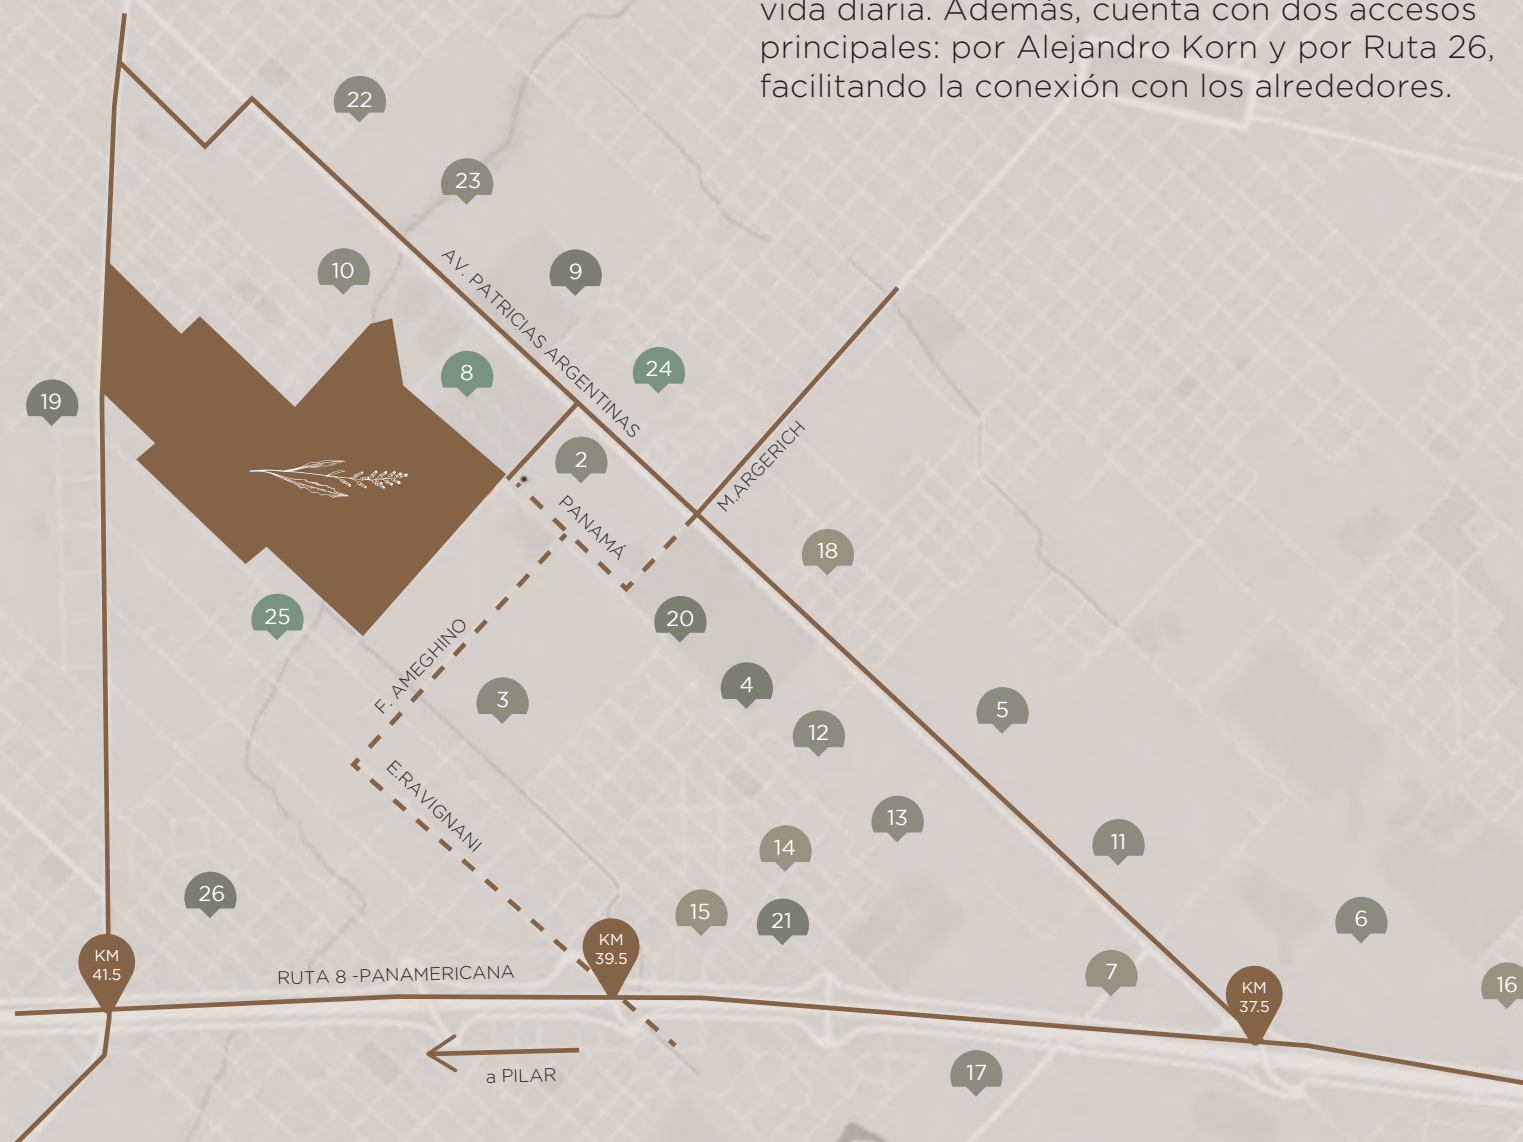 vida diaria. Además, cuenta con dos accesos
principales: por Alejandro Korn y por Ruta 26,
facilitando la conexión con los alrededores.
22
23
10
9
AV. PATRICIAS ARGENTINAS
8
24
19
2
M.ARGERICH
PANAMÁ
18
25
20
F. AMEGHINO
3
4
5
12
E.RAVIGNANI
13
14
11
26
15
21
6
KM
41.5
KM
39.5
7
16
KM
37.5
RUTA 8 -PANAMERICANA
a PILAR
17